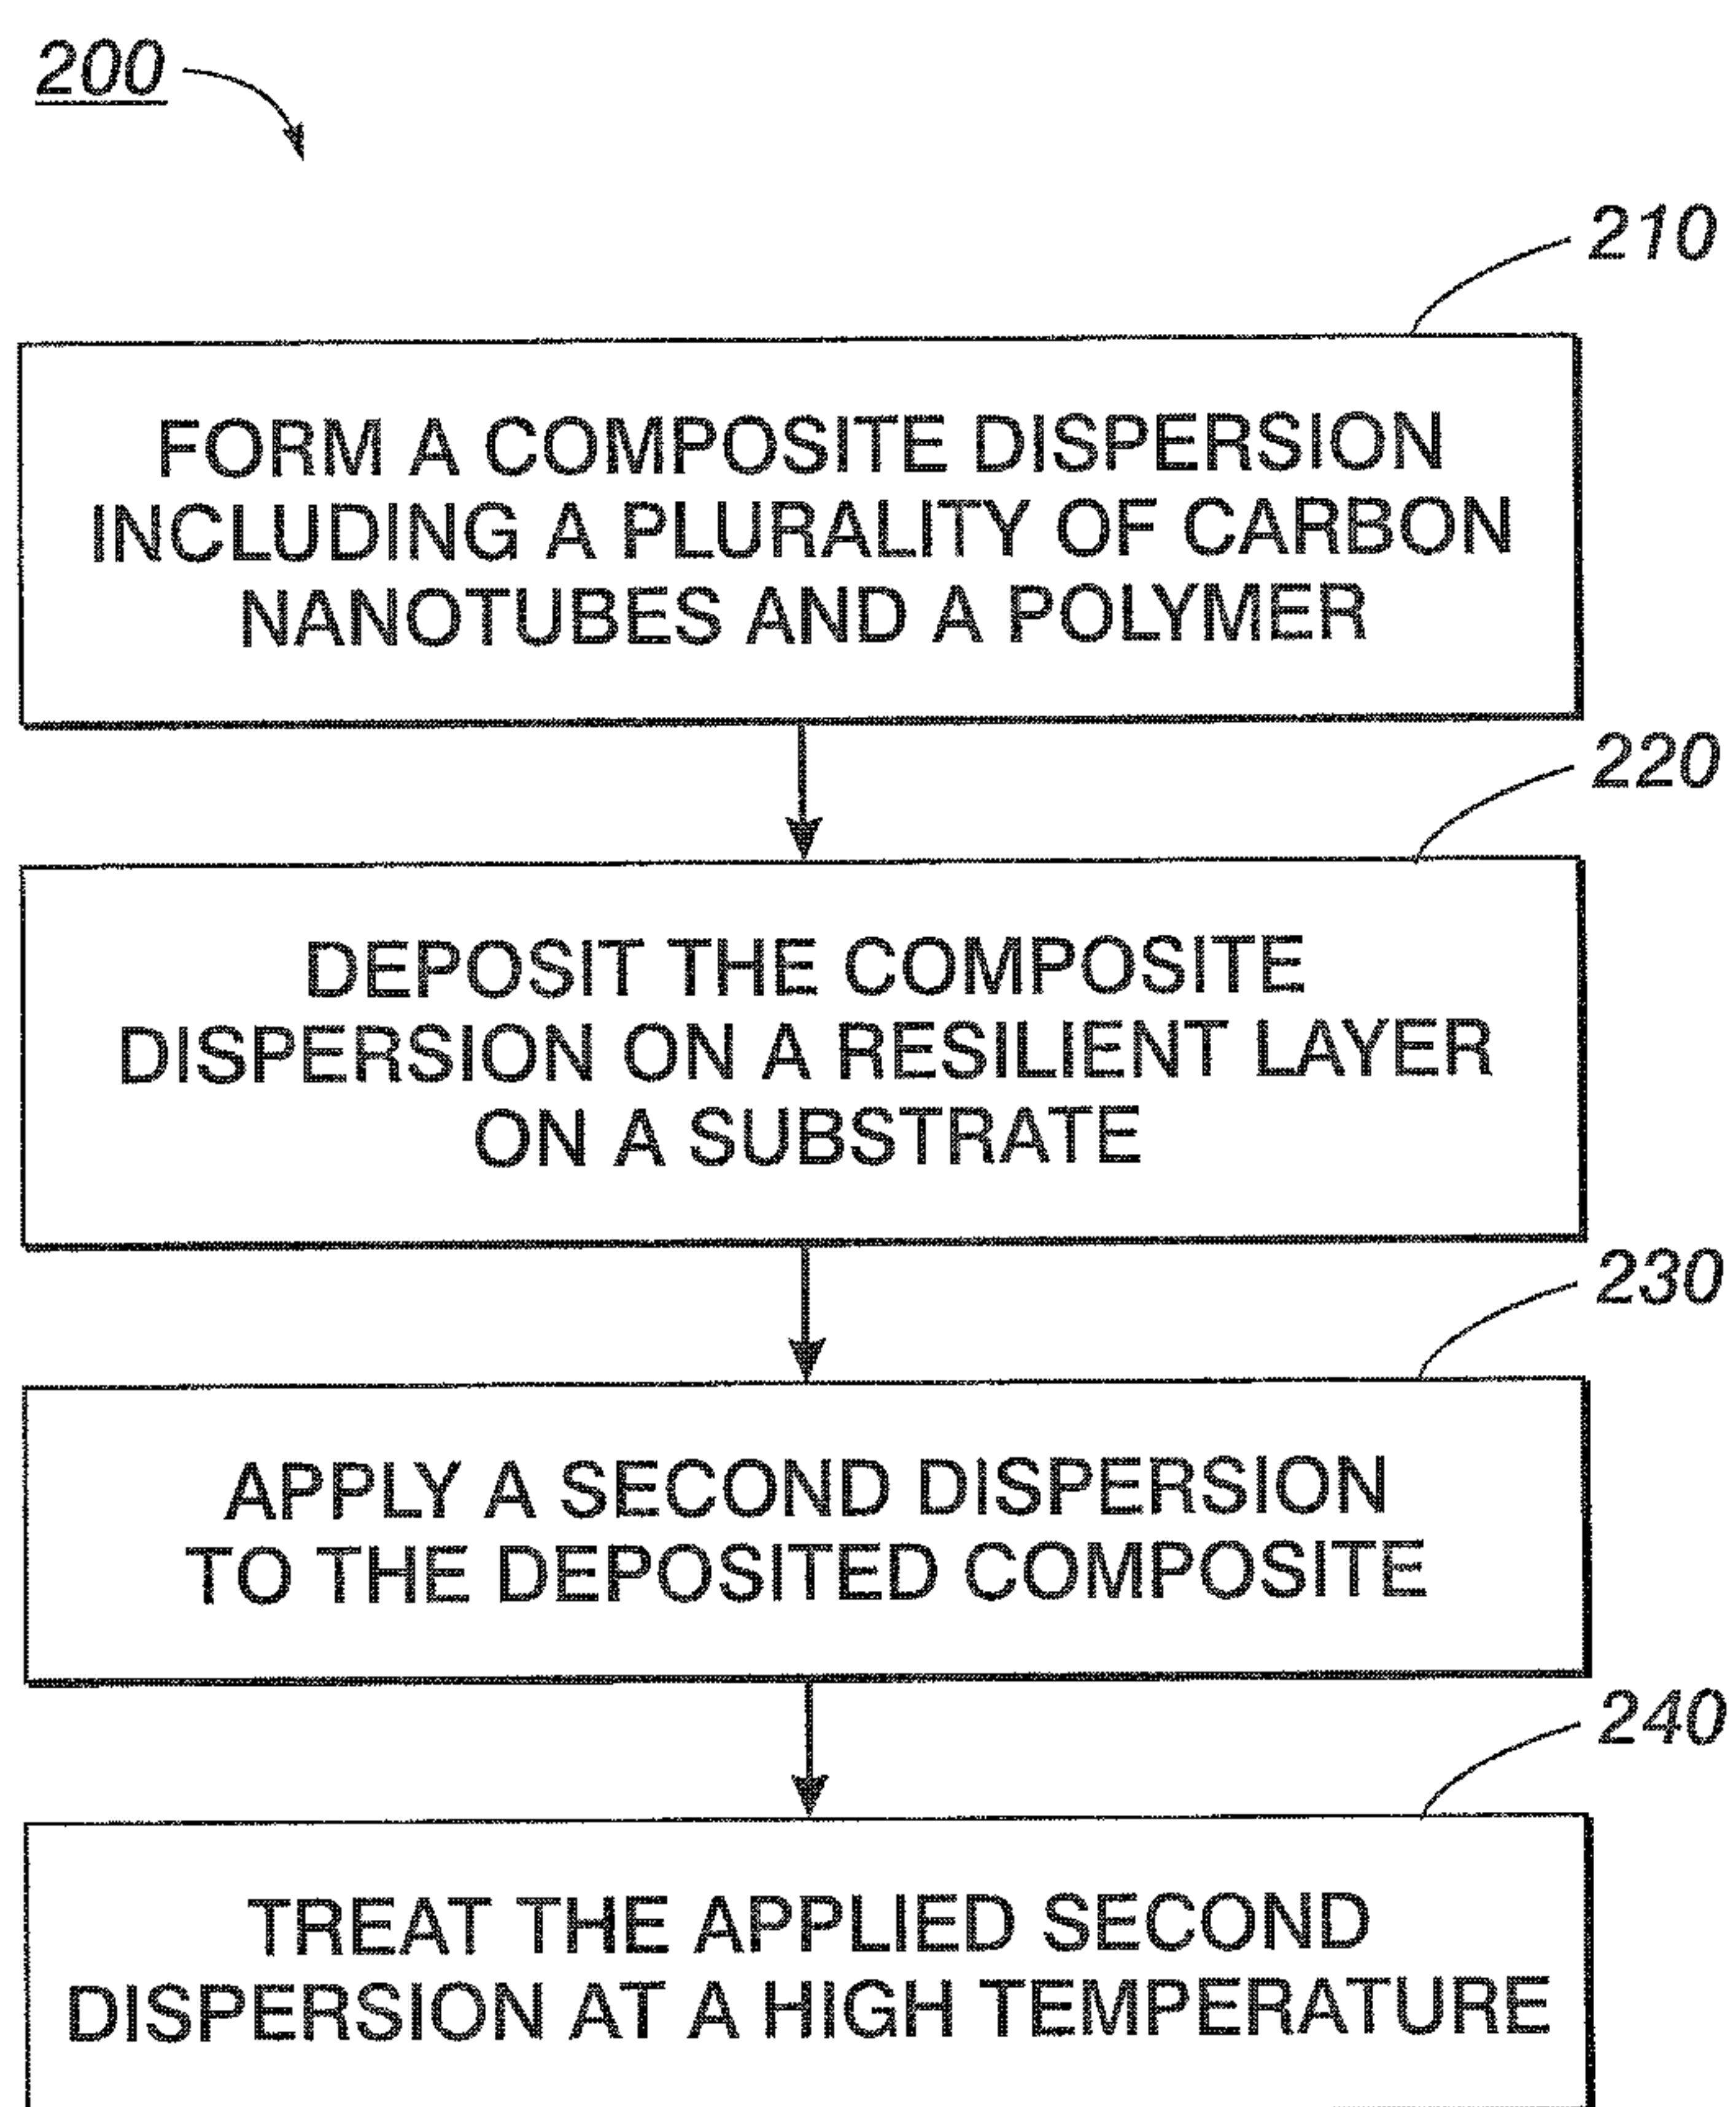 200
210
FORM A COMPOSITE DISPERSION
INCLUDING A PLURALITY OF CARBON
NANOTUBES AND A POLYMER
220
DEPOSIT THE COMPOSITE
DISPERSION ON A RESILIENT LAYER
ON A SUBSTRATE
230
APPLY A SECOND DISPERSION
TO THE DEPOSITED COMPOSITE
240
TREAT THE APPLIED SECOND
DISPERSION AT A HIGH TEMPERATURE